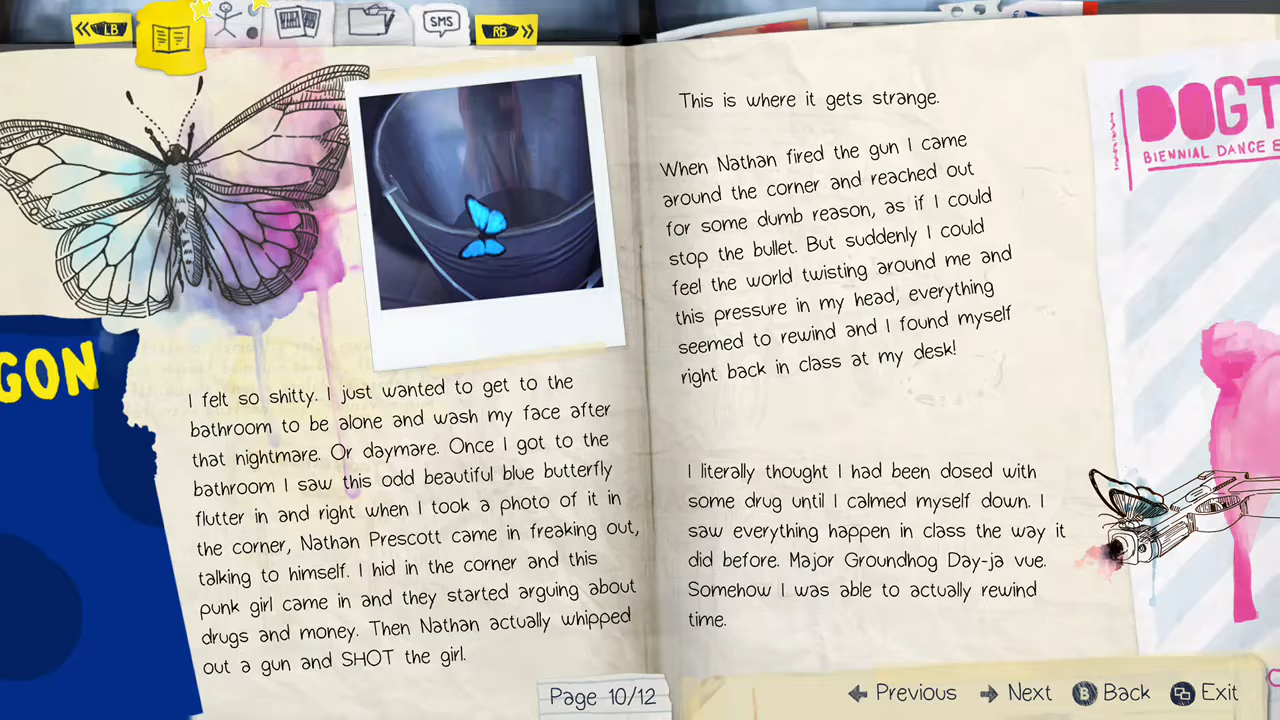 LB
SMS
RB
GON
I felt so shitty. I just wanted to get to the
bathroom to be alone and wash my face after
that nightmare. Or daymare. Once I got to the
bathroom I saw this odd beautiful blue butterfly
flutter in and right when I took a photo of it in
the corner, Nathan Prescott came in freaking out,
talking to himself. I hid in the corner and this
punk girl came in and they started arguing about
drugs and money. Then Nathan actually whipped
out a gun and SHOT the girl.
This is where it gets strange.
When Nathan fired the gun I came
around the corner and reached out
for some dumb reason, as if I could
stop the bullet. But suddenly I could
feel the world twisting around me and
this pressure in my head, everything
seemed to rewind and I found myself
right back in class at my desk!
I literally thought I had been dosed with
some drug until I calmed myself down. I
saw everything happen in class the way it
did before. Major Groundhog Day-ja vue.
Somehow I was able to actually rewind
time.
DOGT
BIENNIAL DANCE E
Page 10/12
Previous
Next
B Back
Exit